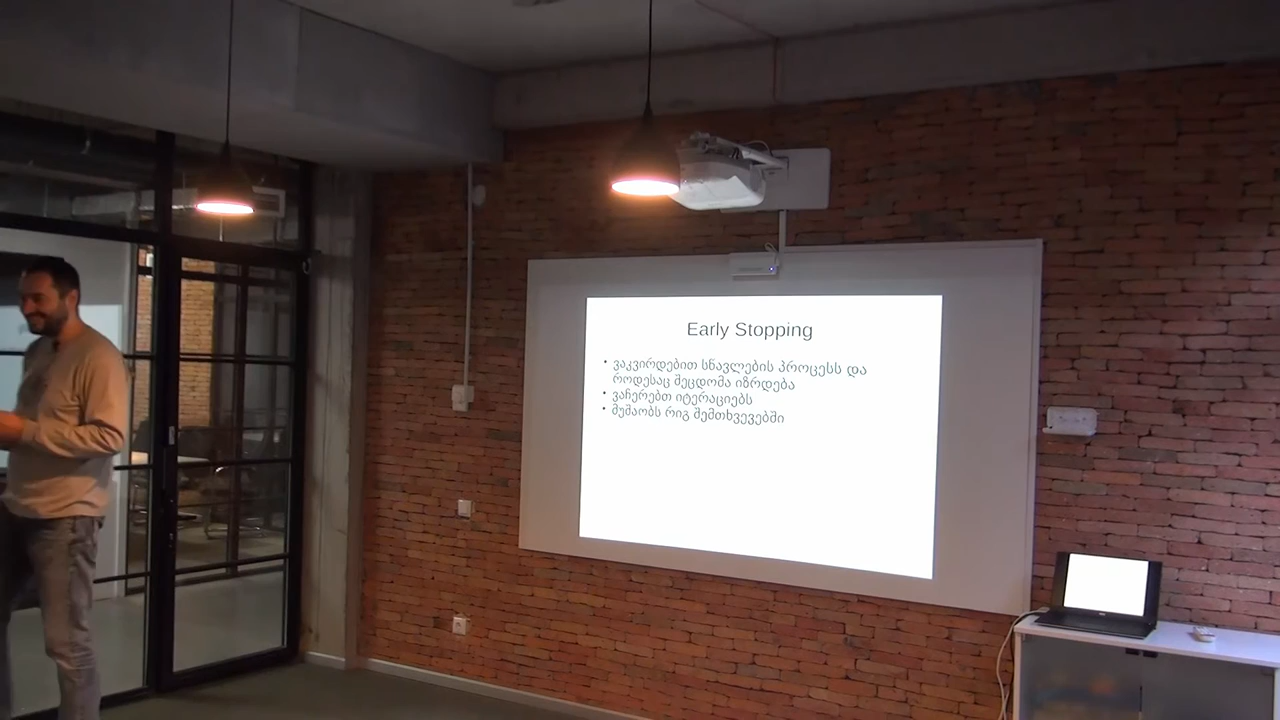 Early Stopping
• ვაკვირდებით სწავლების პროცესს და
როდესაც შეცდომა იზრდება
• ვაჩერებთ იტერაციებს
• მუშაობს რიგ შემთხვევებში